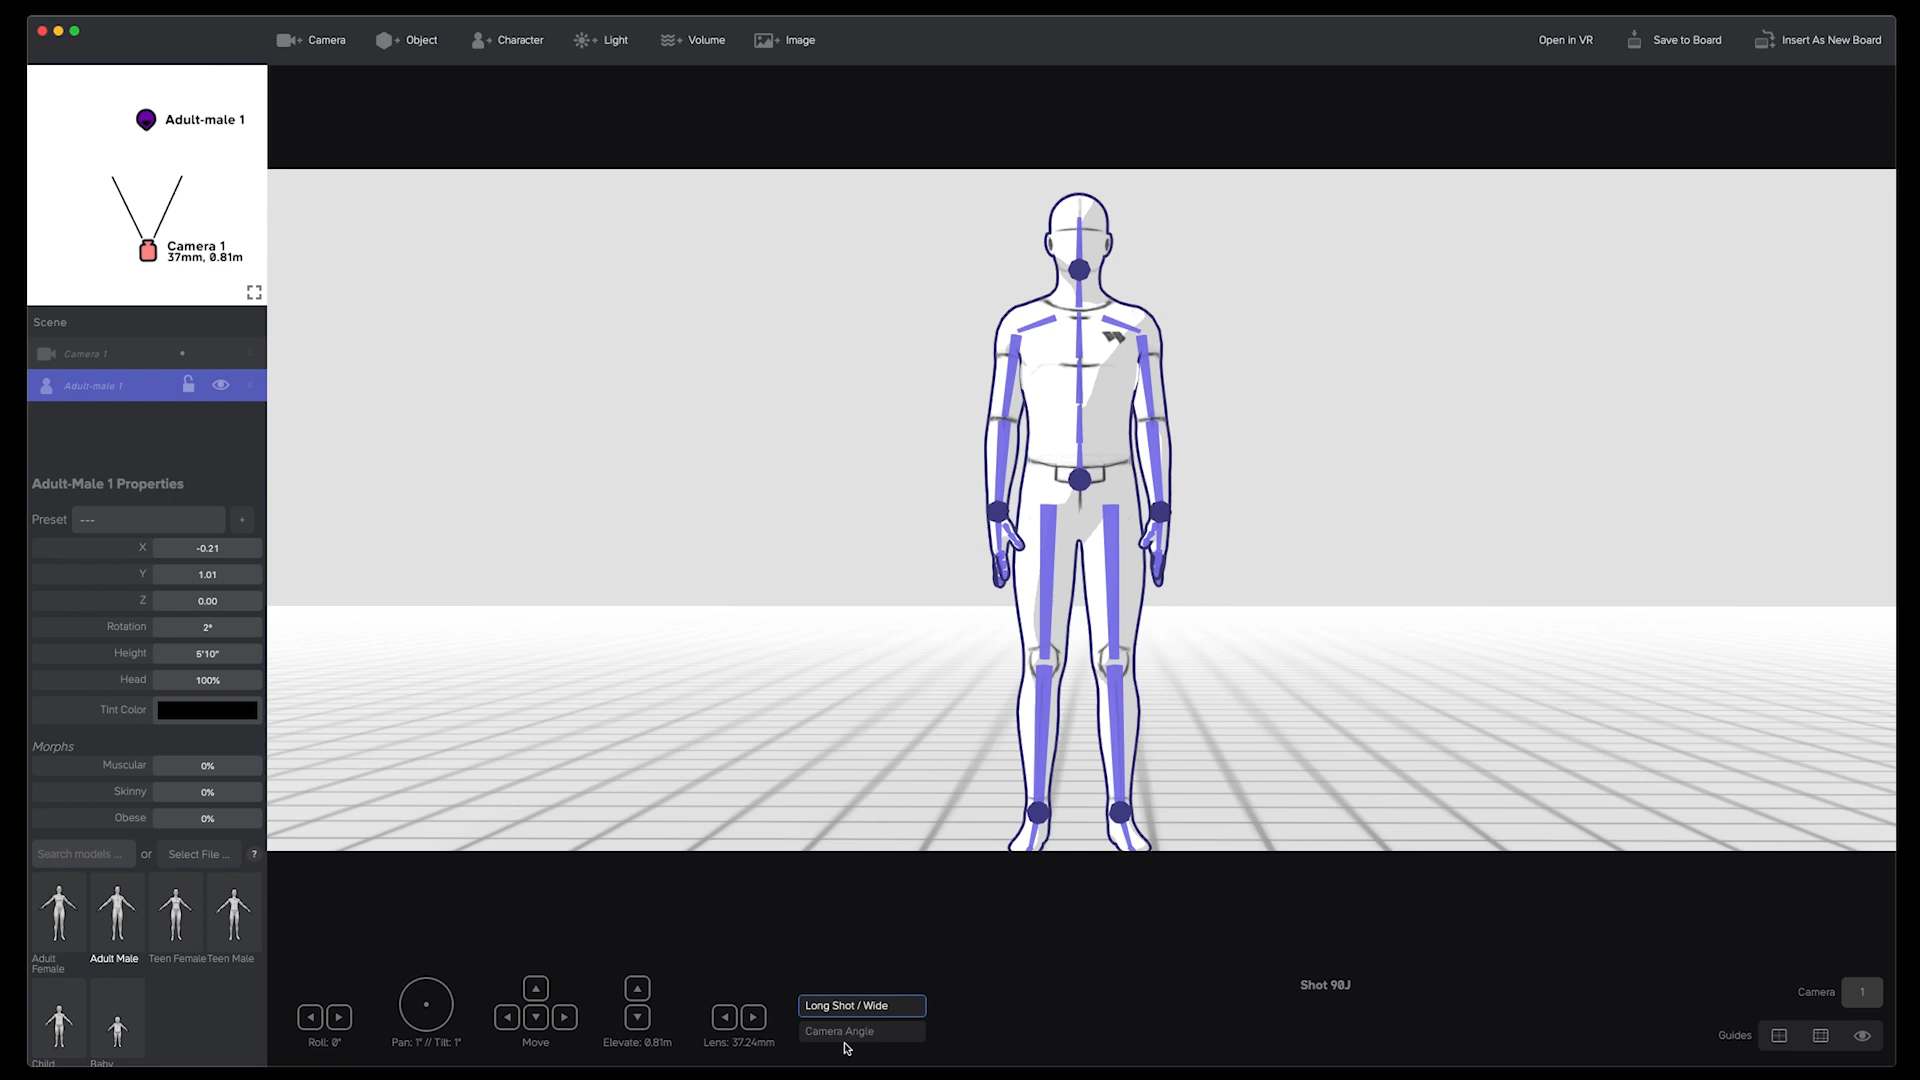 Camera
Object
Character
Light
Volume
Image
Open in VR
Save to Board
Insert As New Board
Adult-male 1
Camera 1
37mm, 0.81m
Scene
Camera 1
Adult-male 1
Adult-Male 1 Properties
Preset ---
+
X -0.21
Y 1.01
Z 0.00
Rotation 2°
Height 5'10"
Head 100%
Tint Color
Morphs
Muscular 0%
Skinny 0%
Obese 0%
Search models ... or Select File ... ?
Adult Female
Adult Male
Teen Female
Teen Male
Child
Baby
Roll: 0°
Pan: 1° // Tilt: 1°
Move
Elevate: 0.81m
Lens: 37.24mm
Long Shot / Wide
Camera Angle
Shot 90J
Camera 1
Guides